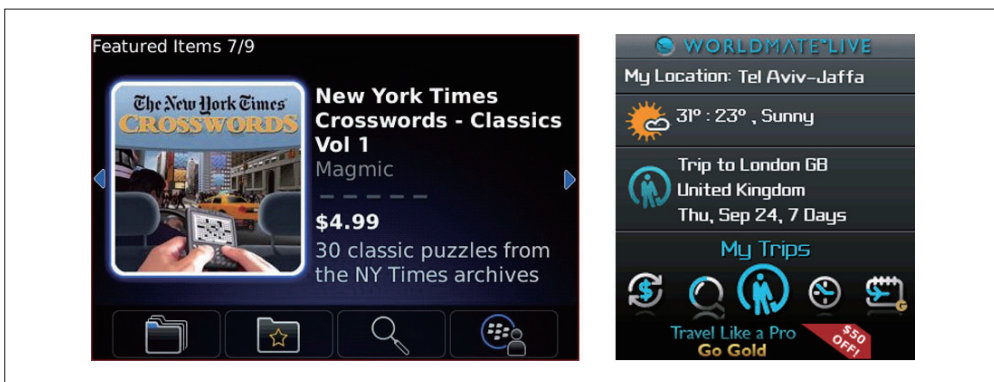 Featured Items 7/9
The New York Times
CROSSWORDS
New York Times
Crosswords - Classics
Vol 1
Magmic
$4.99
30 classic puzzles from
the NY Times archives
WORLDMATE LIVE
My Location: Tel Aviv-Jaffa
31° : 23° , Sunny
Trip to London GB
United Kingdom
Thu, Sep 24, 7 Days
My Trips
$
G
Travel Like a Pro
Go Gold
$50
OFF!